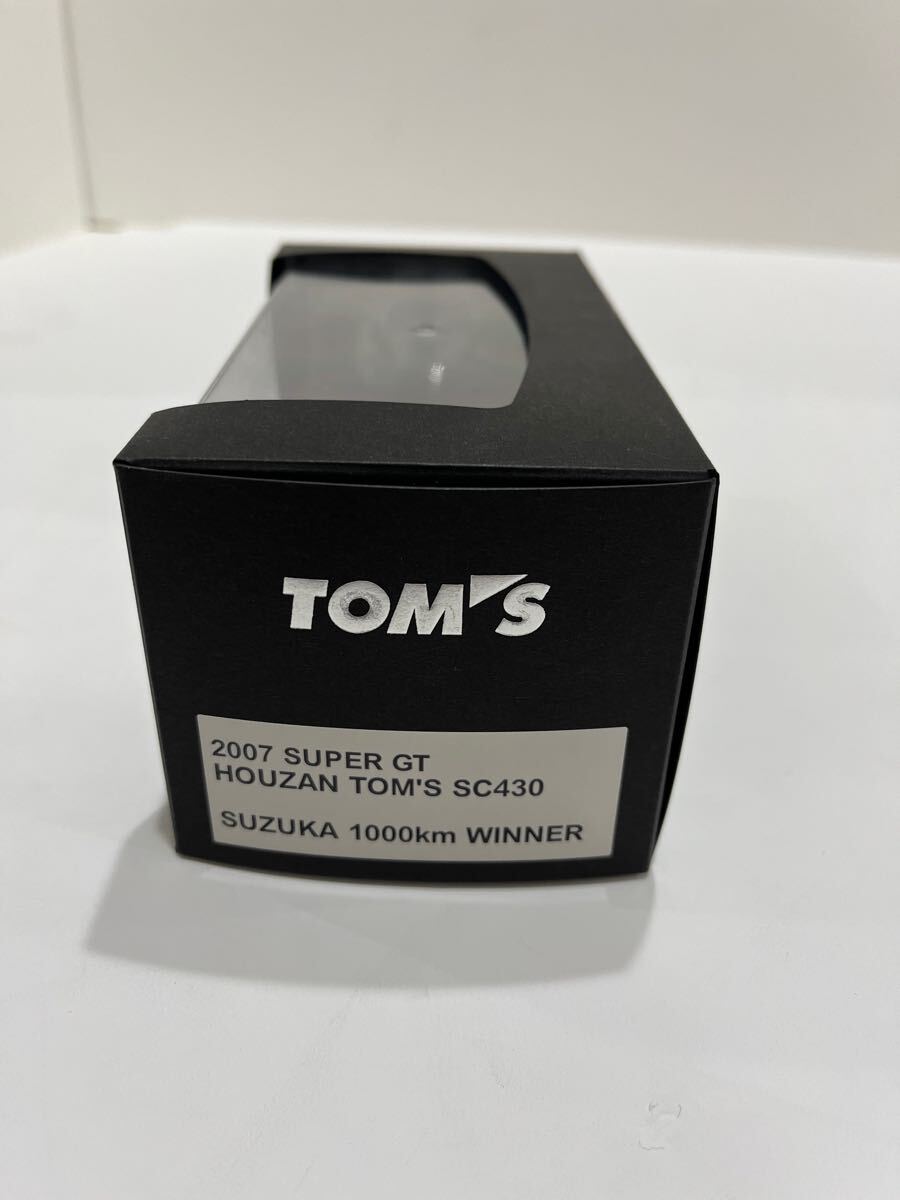 TOM'S
2007 SUPER GT
HOUZAN TOM'S SC430
SUZUKA 1000km WINNER